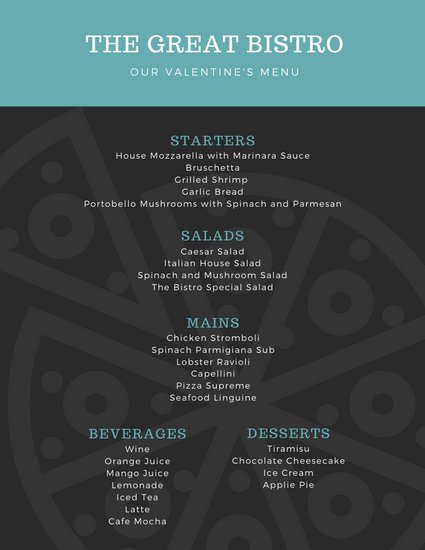 THE GREAT BISTRO
OUR VALENTINE'S MENU
STARTERS
House Mozzarella with Marinara Sauce
Bruschetta
Grilled Shrimp
Garlic Bread
Portobello Mushrooms with Spinach and Parmesan
SALADS
Caesar Salad
Italian House Salad
Spinach and Mushroom Salad
The Bistro Special Salad
MAINS
Chicken Stromboli
Spinach Parmigiana Sub
Lobster Ravioli
Capellini
Pizza Supreme
Seafood Linguine
BEVERAGES
Wine
Orange Juice
Mango Juice
Lemonade
Iced Tea
Latte
Cafe Mocha
DESSERTS
Tiramisu
Chocolate Cheesecake
Ice Cream
Applie Pie